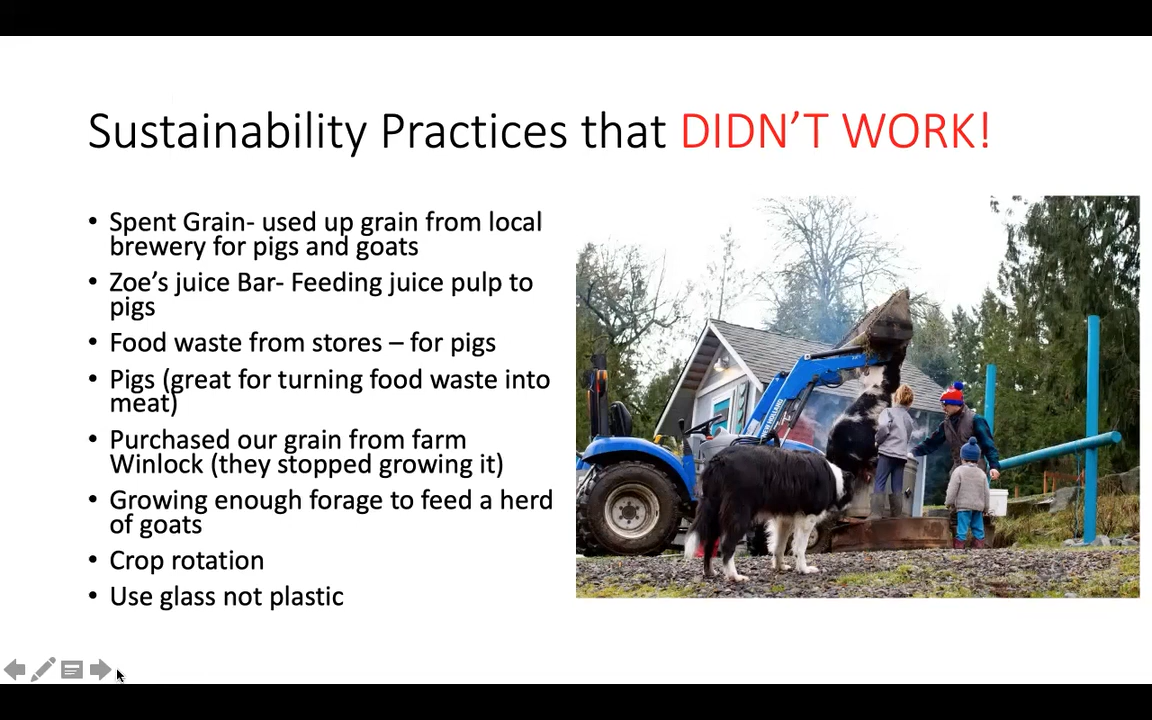 Sustainability Practices that DIDN'T WORK!
• Spent Grain- used up grain from local
brewery for pigs and goats
• Zoe's juice Bar- Feeding juice pulp to
pigs
• Food waste from stores – for pigs
• Pigs (great for turning food waste into
meat)
• Purchased our grain from farm
Winlock (they stopped growing it)
• Growing enough forage to feed a herd
of goats
• Crop rotation
• Use glass not plastic
NEW HOLLAND